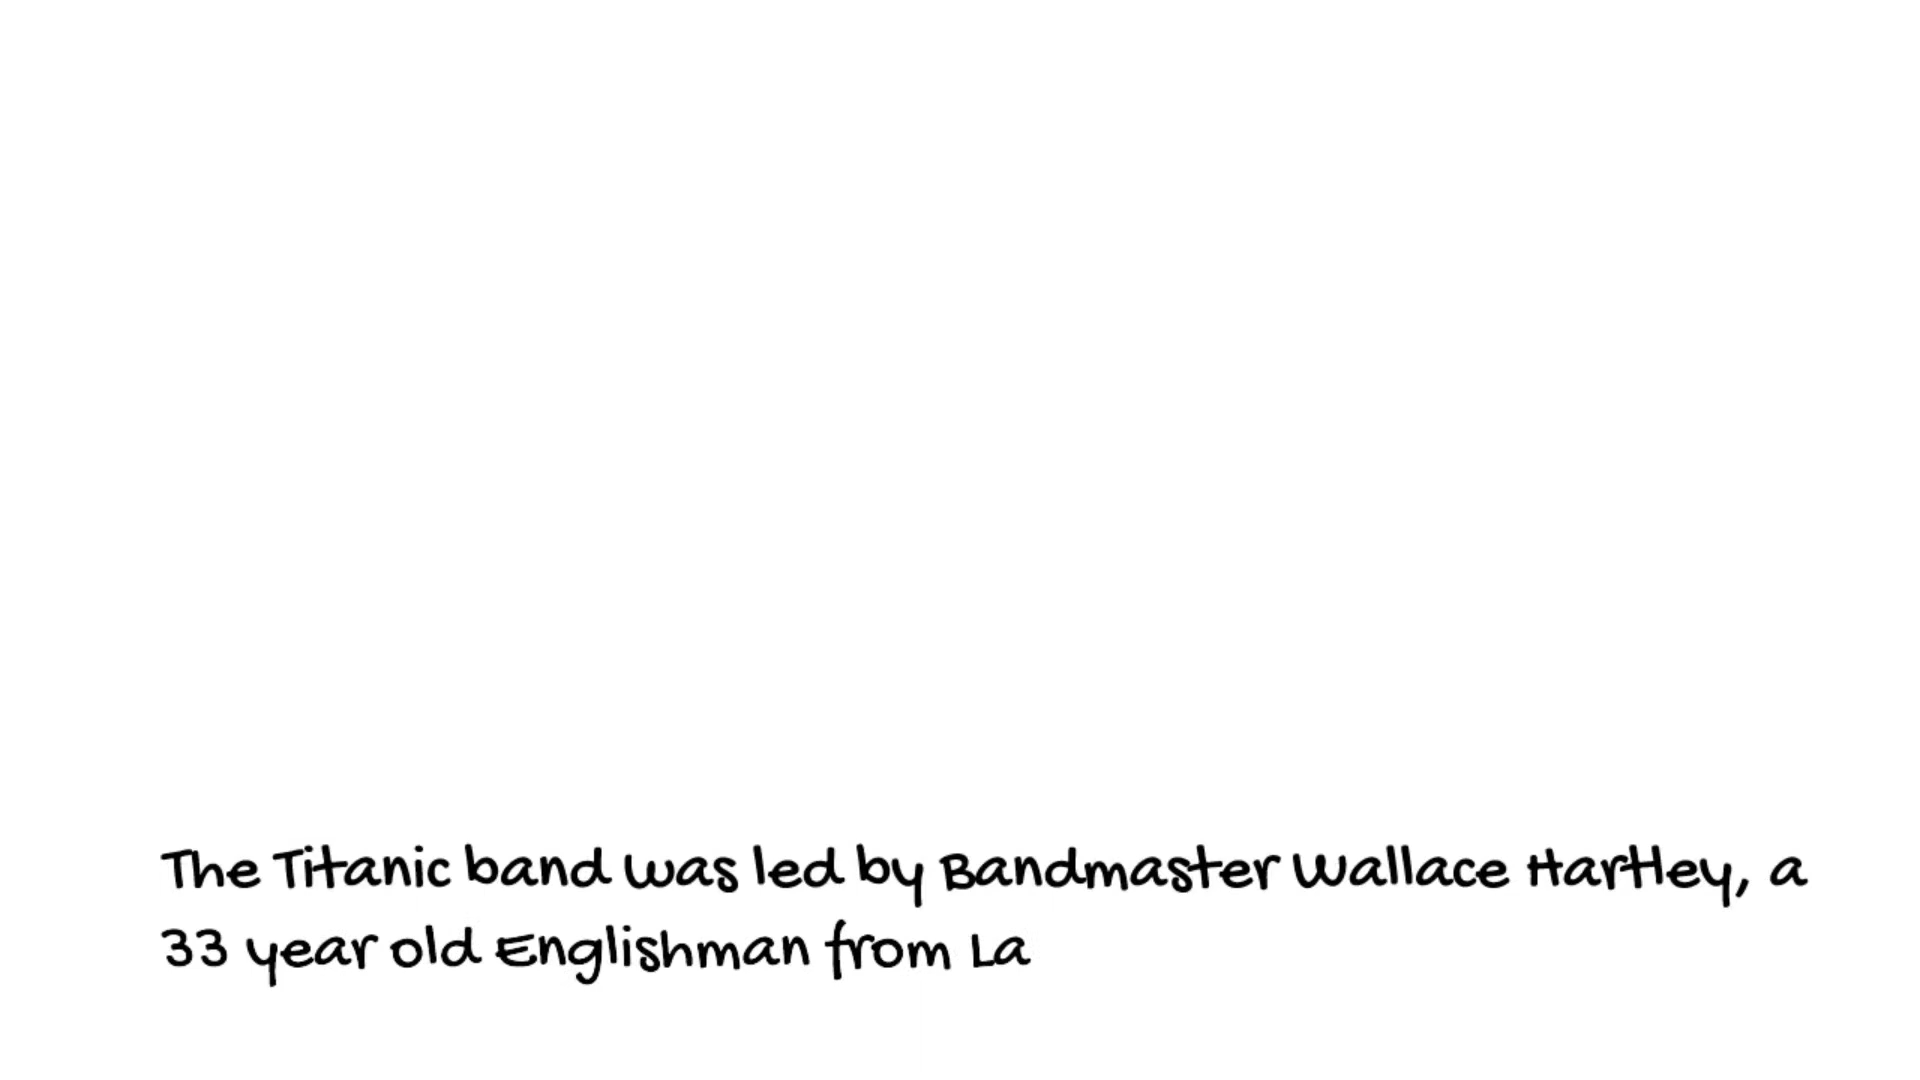 The Titanic band was led by Bandmaster Wallace Hartley, a
33 year old Englishman from La